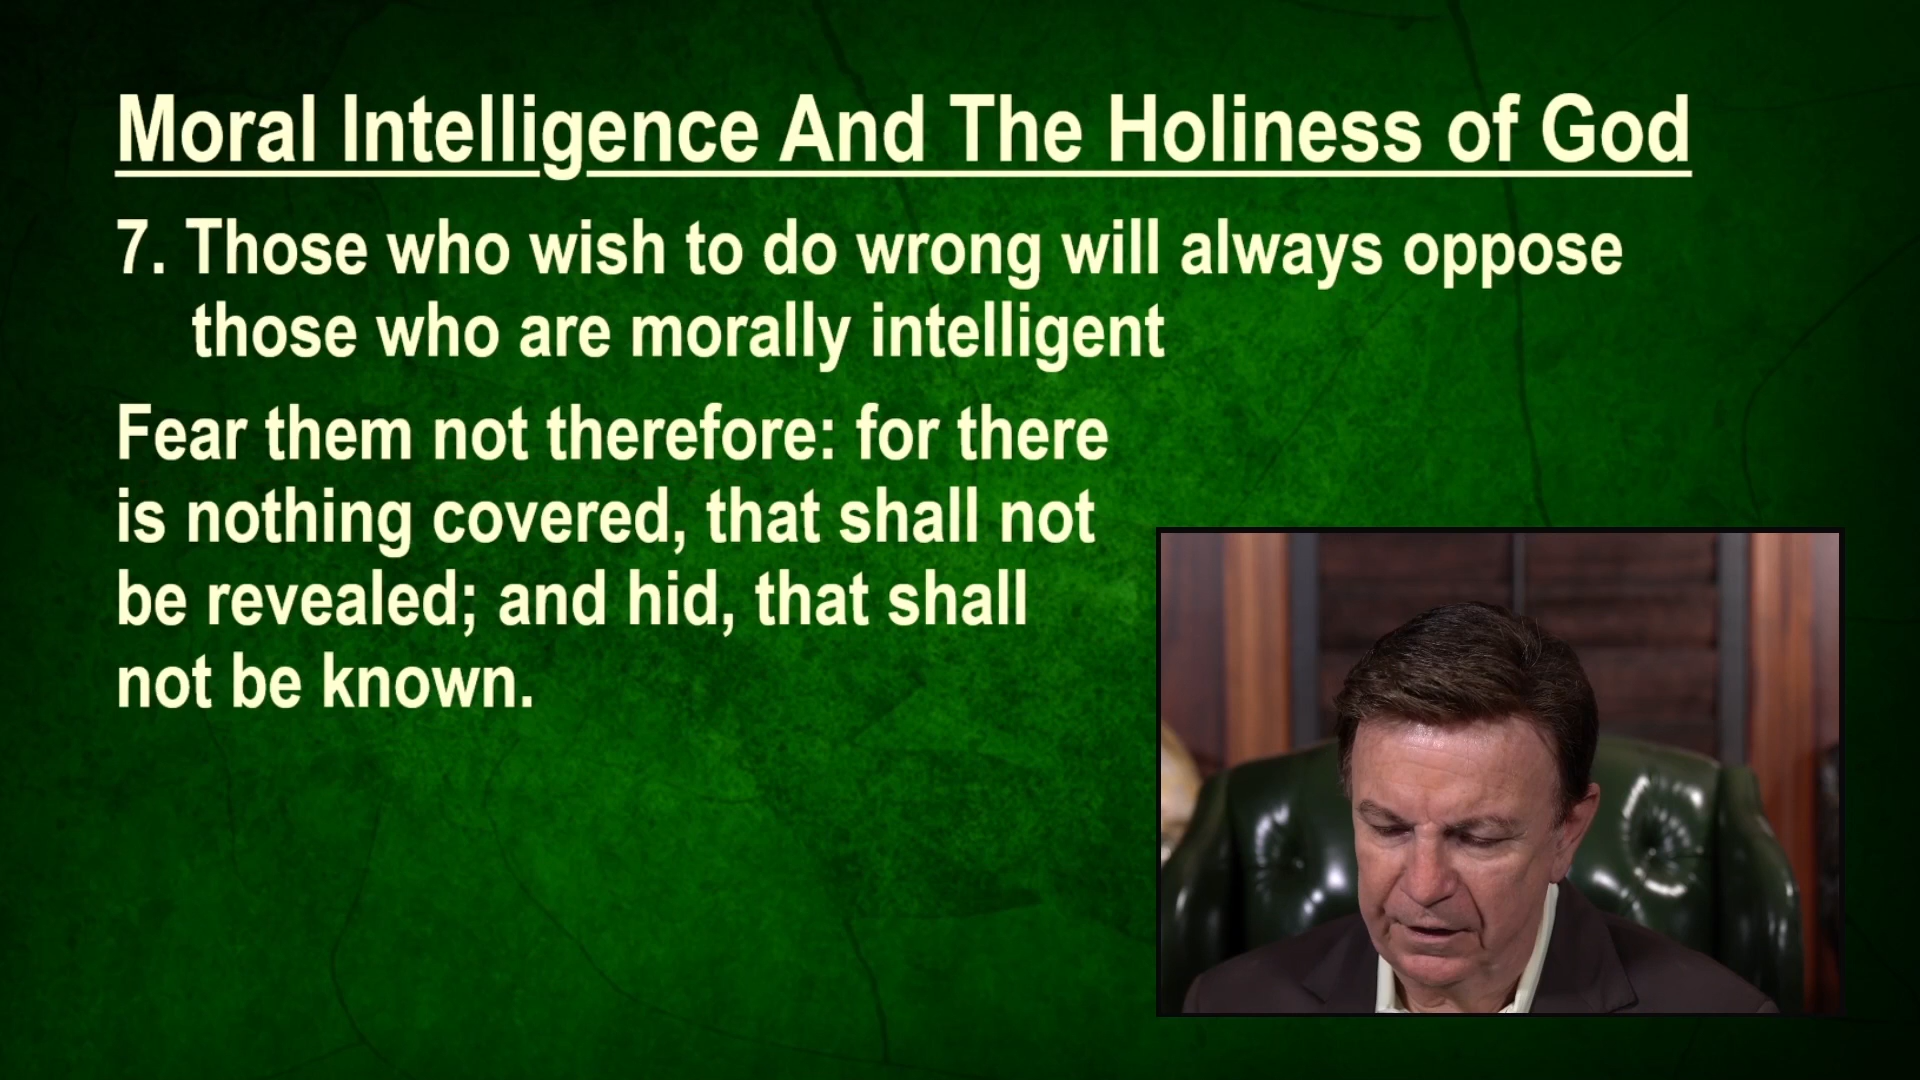 Moral Intelligence And The Holiness of God
7. Those who wish to do wrong will always oppose
those who are morally intelligent
Fear them not therefore: for there
is nothing covered, that shall not
be revealed; and hid, that shall
not be known.